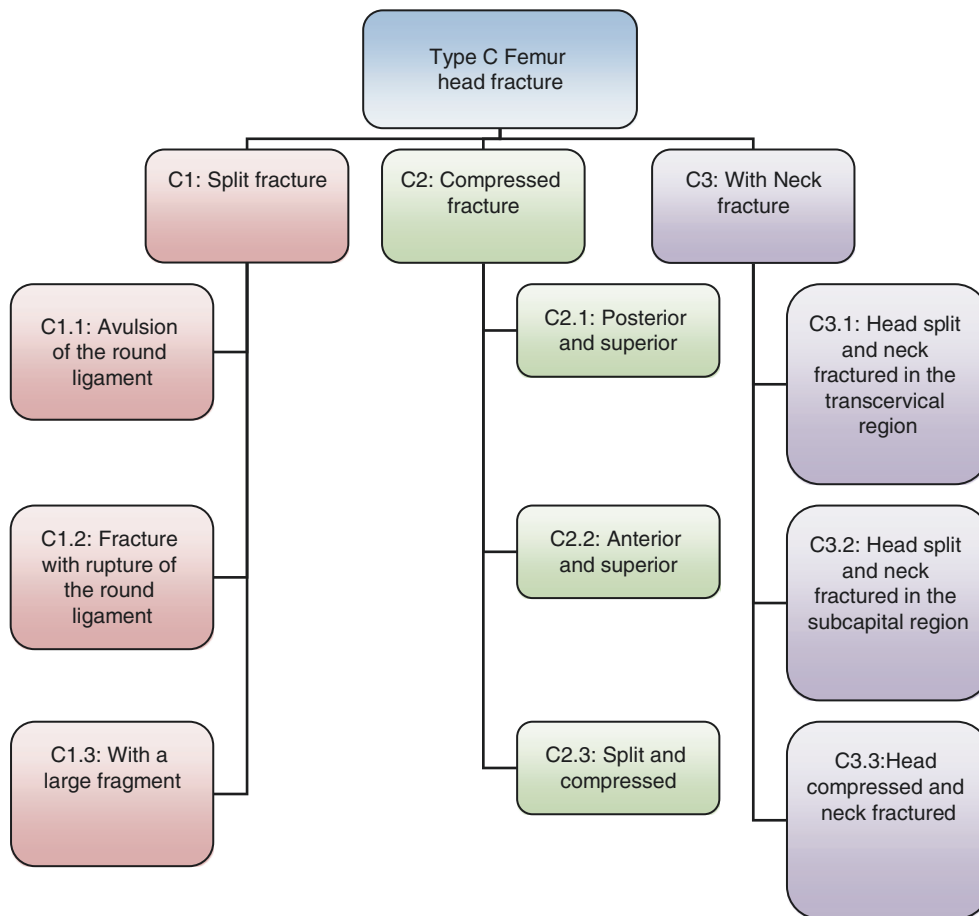 Type C Femur
head fracture
C1: Split fracture
C2: Compressed
fracture
C3: With Neck
fracture
C1.1: Avulsion
of the round
ligament
C2.1: Posterior
and superior
C3.1: Head split
and neck
fractured in the
transcervical
region
C1.2: Fracture
with rupture of
the round
ligament
C2.2: Anterior
and superior
C3.2: Head split
and neck
fractured in the
subcapital region
C1.3: With a
large fragment
C2.3: Split and
compressed
C3.3:Head
compressed and
neck fractured